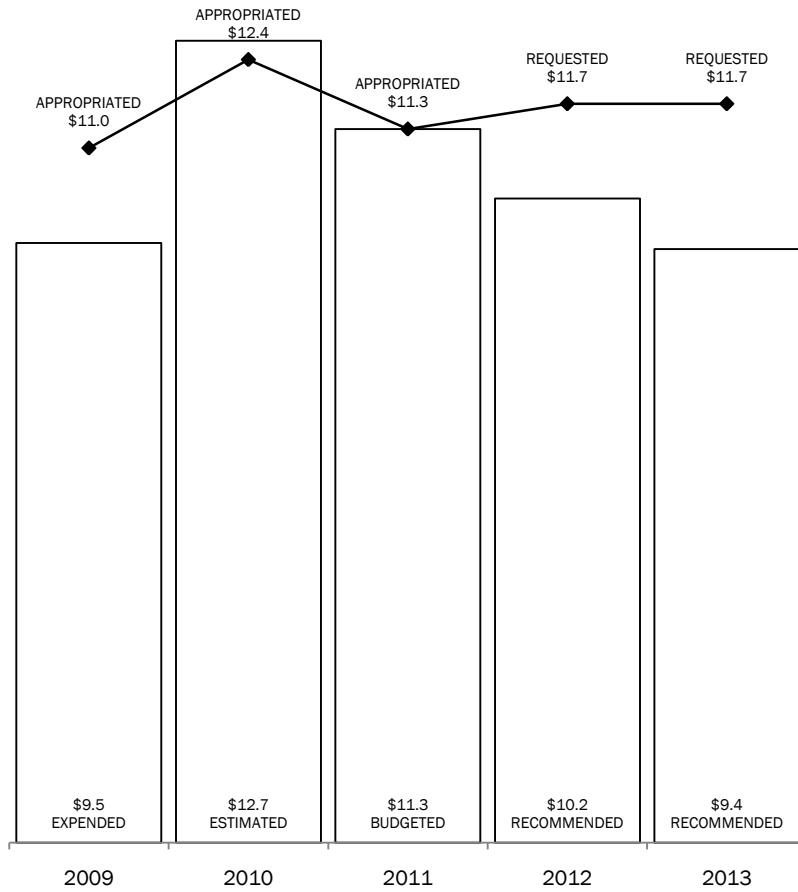 APPROPRIATED
$12.4
APPROPRIATED
$11.0
APPROPRIATED
$11.3
REQUESTED
$11.7
REQUESTED
$11.7
$9.5
EXPENDED
$12.7
ESTIMATED
$11.3
BUDGETED
$10.2
RECOMMENDED
$9.4
RECOMMENDED
2009
2010
2011
2012
2013